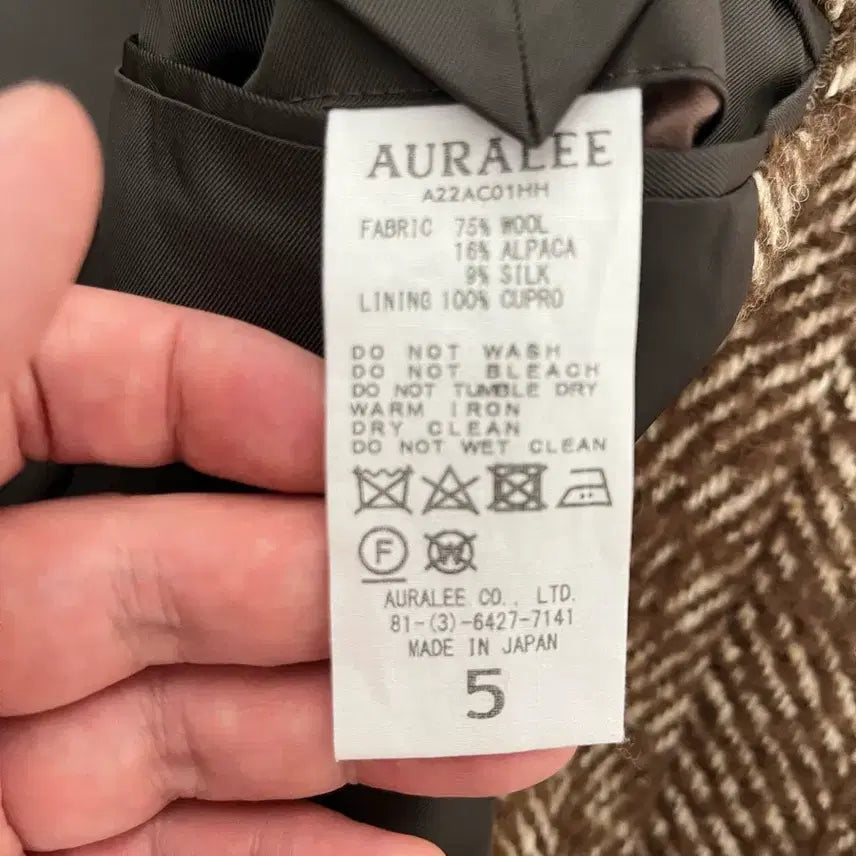 AURALEE
A22AC01HH
FABRIC 75% WOOL
16% ALPACA
9% SILK
LINING 100% CUPRO
DO NOT WASH
DO NOT BLEACH
DO NOT TUMBLE DRY
WARM IRON
DRY CLEAN
DO NOT WET CLEAN
F W
AURALEE CO., LTD.
81-(3)-6427-7141
MADE IN JAPAN
5